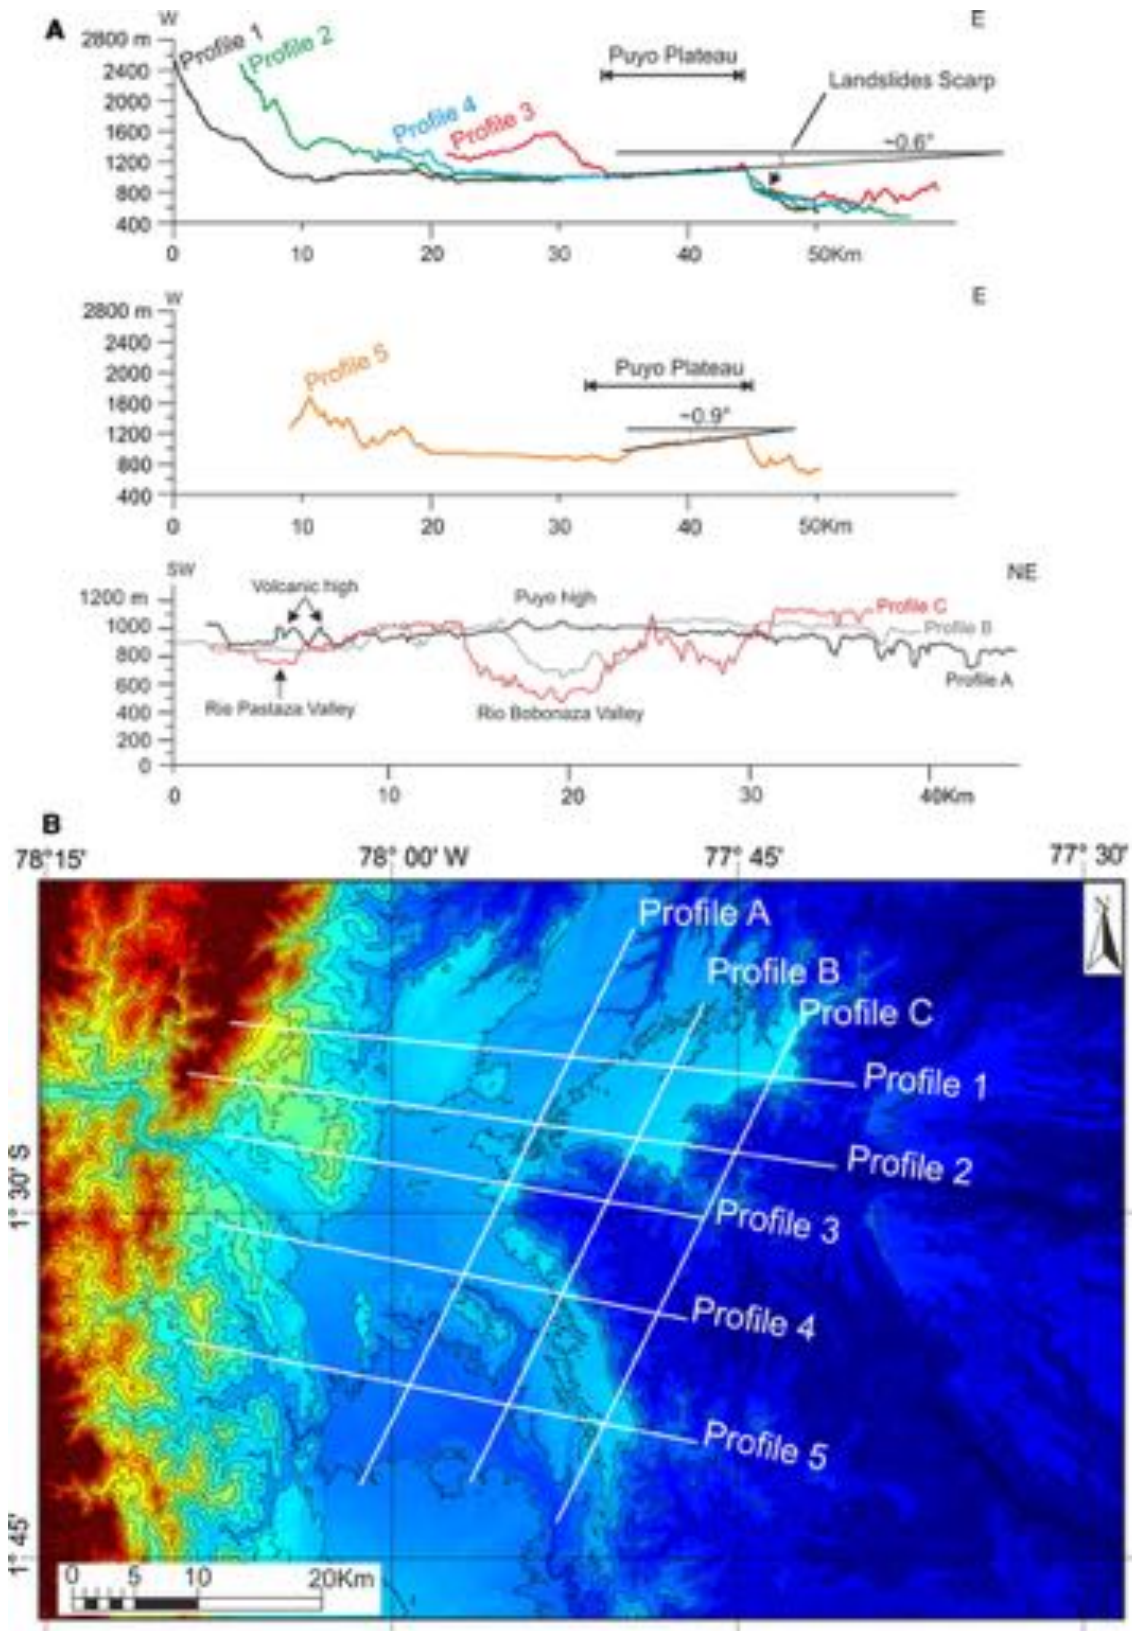 A
W
E
2800 m
2400
2000
1600
1200
800
400
Profile 1
Profile 2
Profile 4
Profile 3
Puyo Plateau
Landslides Scarp
~0.6°
0 10 20 30 40 50Km
W
E
2800 m
2400
2000
1600
1200
800
400
Profile 5
Puyo Plateau
~0.9°
0 10 20 30 40 50Km
SW
NE
1200 m
1000
800
600
400
200
0
Volcanic high
Puyo high
Profile C
Profile B
Profile A
Rio Pastaza Valley
Rio Bobonaza Valley
0 10 20 30 40Km
B
78°15' 78° 00' W 77° 45' 77° 30'
N
Profile A
Profile B
Profile C
Profile 1
Profile 2
Profile 3
Profile 4
Profile 5
1° 30' S
1° 45'
0 5 10 20Km